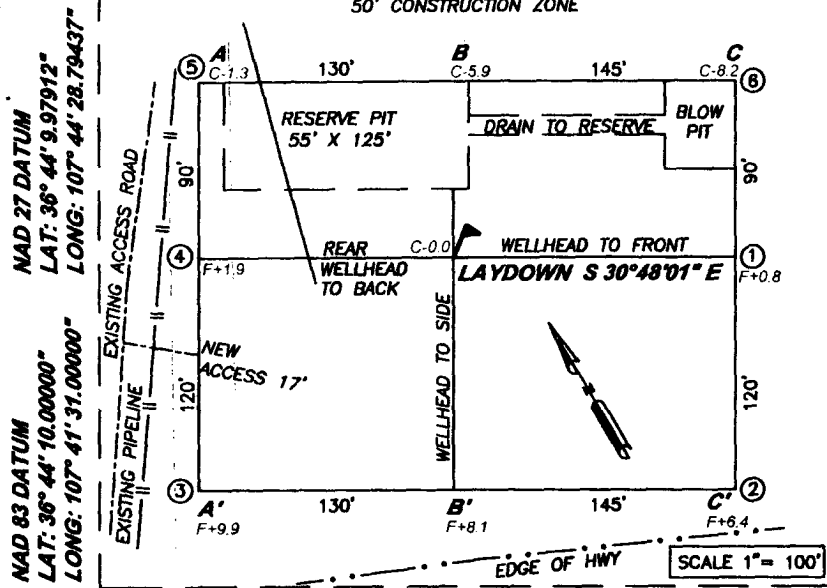 50' CONSTRUCTION ZONE
A
B
C
5
C-1.3
130'
C-5.9
145'
C-8.2
6
RESERVE PIT
55' X 125'
DRAIN TO RESERVE
BLOW
PIT
90'
90'
NAD 27 DATUM
LAT: 36° 44' 9.97912"
LONG: 107° 44' 28.79437"
EXISTING ACCESS ROAD
4
F+1.9
REAR
WELLHEAD
TO BACK
C-0.0
WELLHEAD TO FRONT
LAYDOWN S 30°48'01" E
1
F+0.8
NEW
ACCESS 17'
WELLHEAD TO SIDE
120'
120'
EXISTING PIPELINE
NAD 83 DATUM
LAT: 36° 44' 10.00000"
LONG: 107° 41' 31.00000"
3
A'
F+9.9
130'
B'
F+8.1
145'
C'
F+6.4
2
EDGE OF HWY
SCALE 1"= 100'